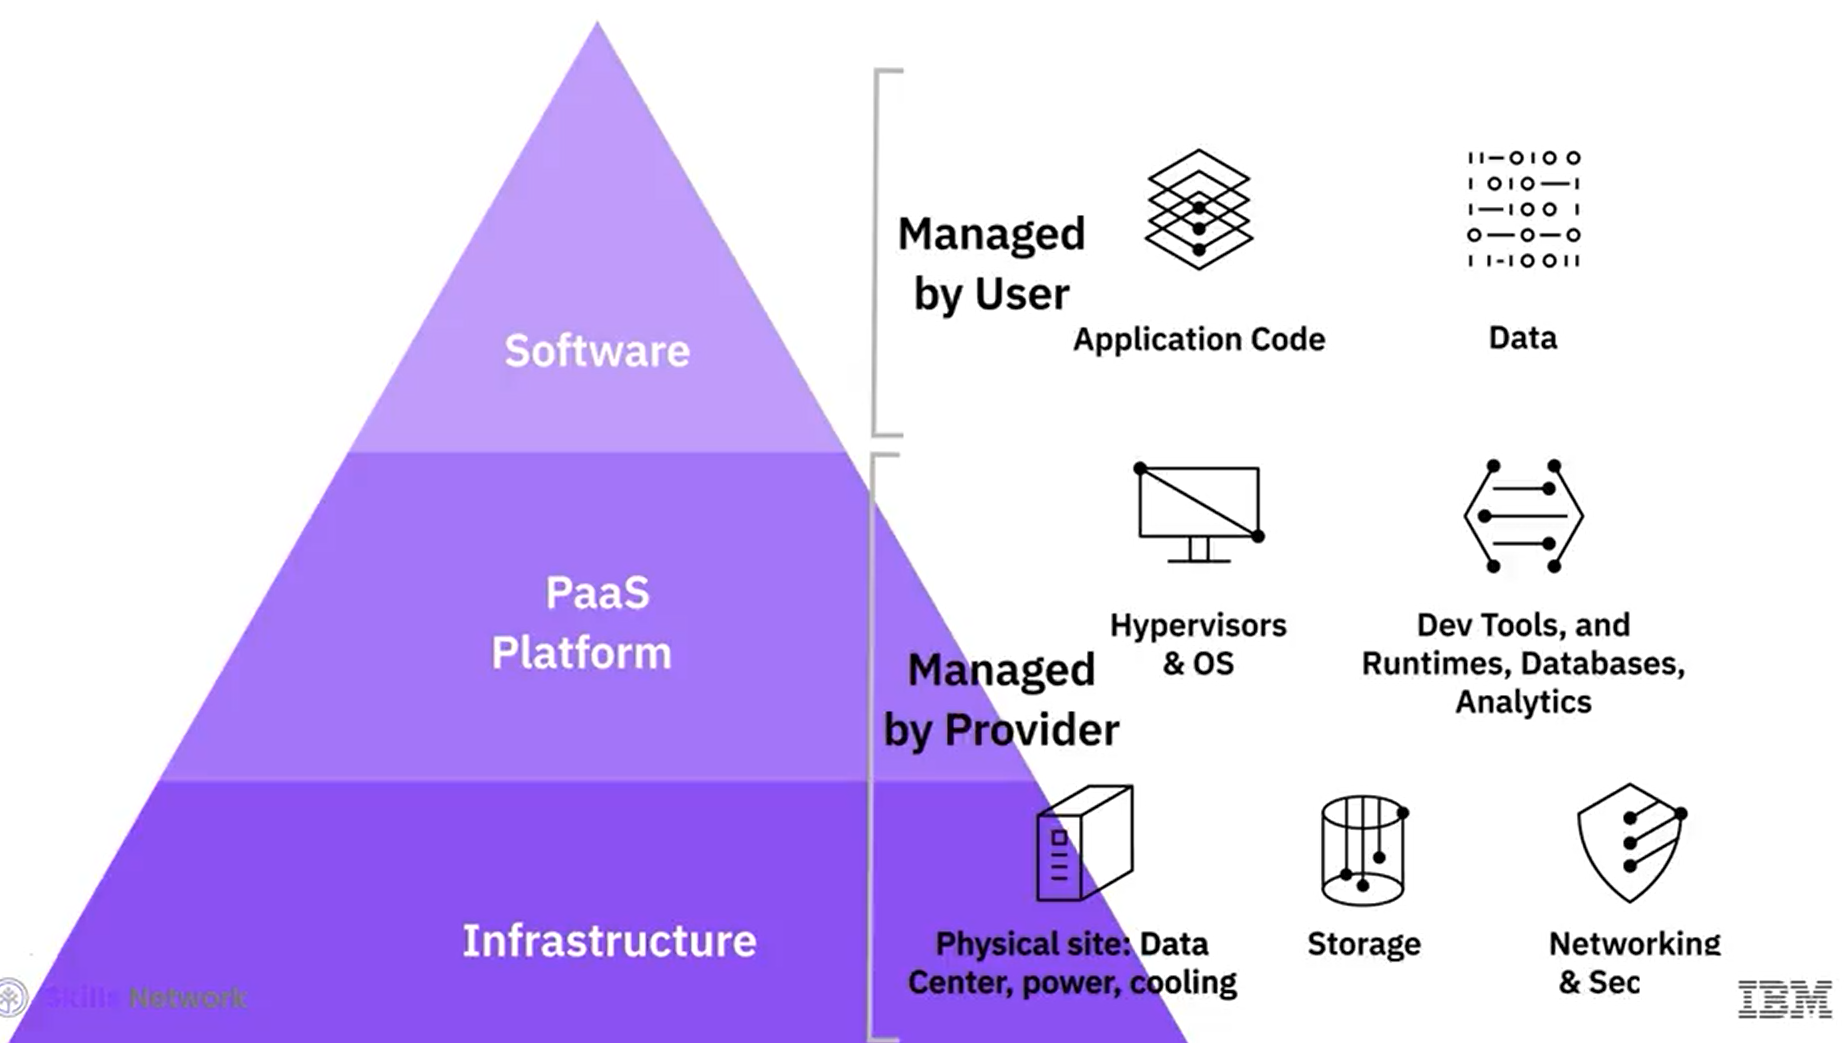 Software
PaaS
Platform
Infrastructure
Managed
by User
Application Code
Data
Managed
by Provider
Hypervisors
& OS
Dev Tools, and
Runtimes, Databases,
Analytics
Physical site: Data
Center, power, cooling
Storage
Networking
& Sec
Skills Network
IBM